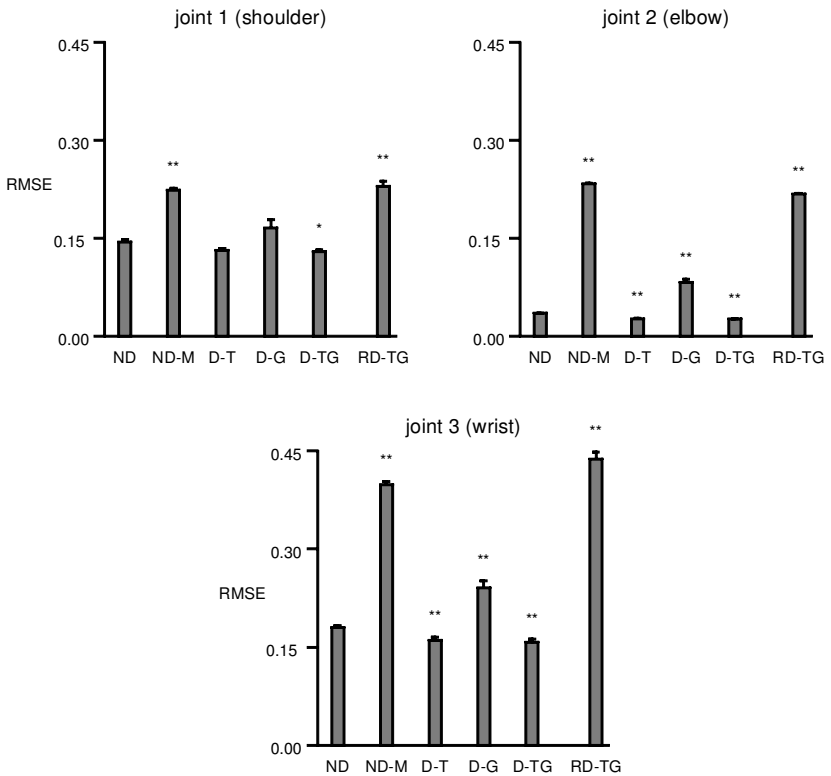 joint 1 (shoulder)
0.45
0.30
RMSE
0.15
0.00
** ** * **
ND ND-M D-T D-G D-TG RD-TG
joint 2 (elbow)
0.45
0.30
0.15
0.00
** ** ** ** **
ND ND-M D-T D-G D-TG RD-TG
joint 3 (wrist)
0.45
0.30
RMSE
0.15
0.00
** ** ** ** **
ND ND-M D-T D-G D-TG RD-TG